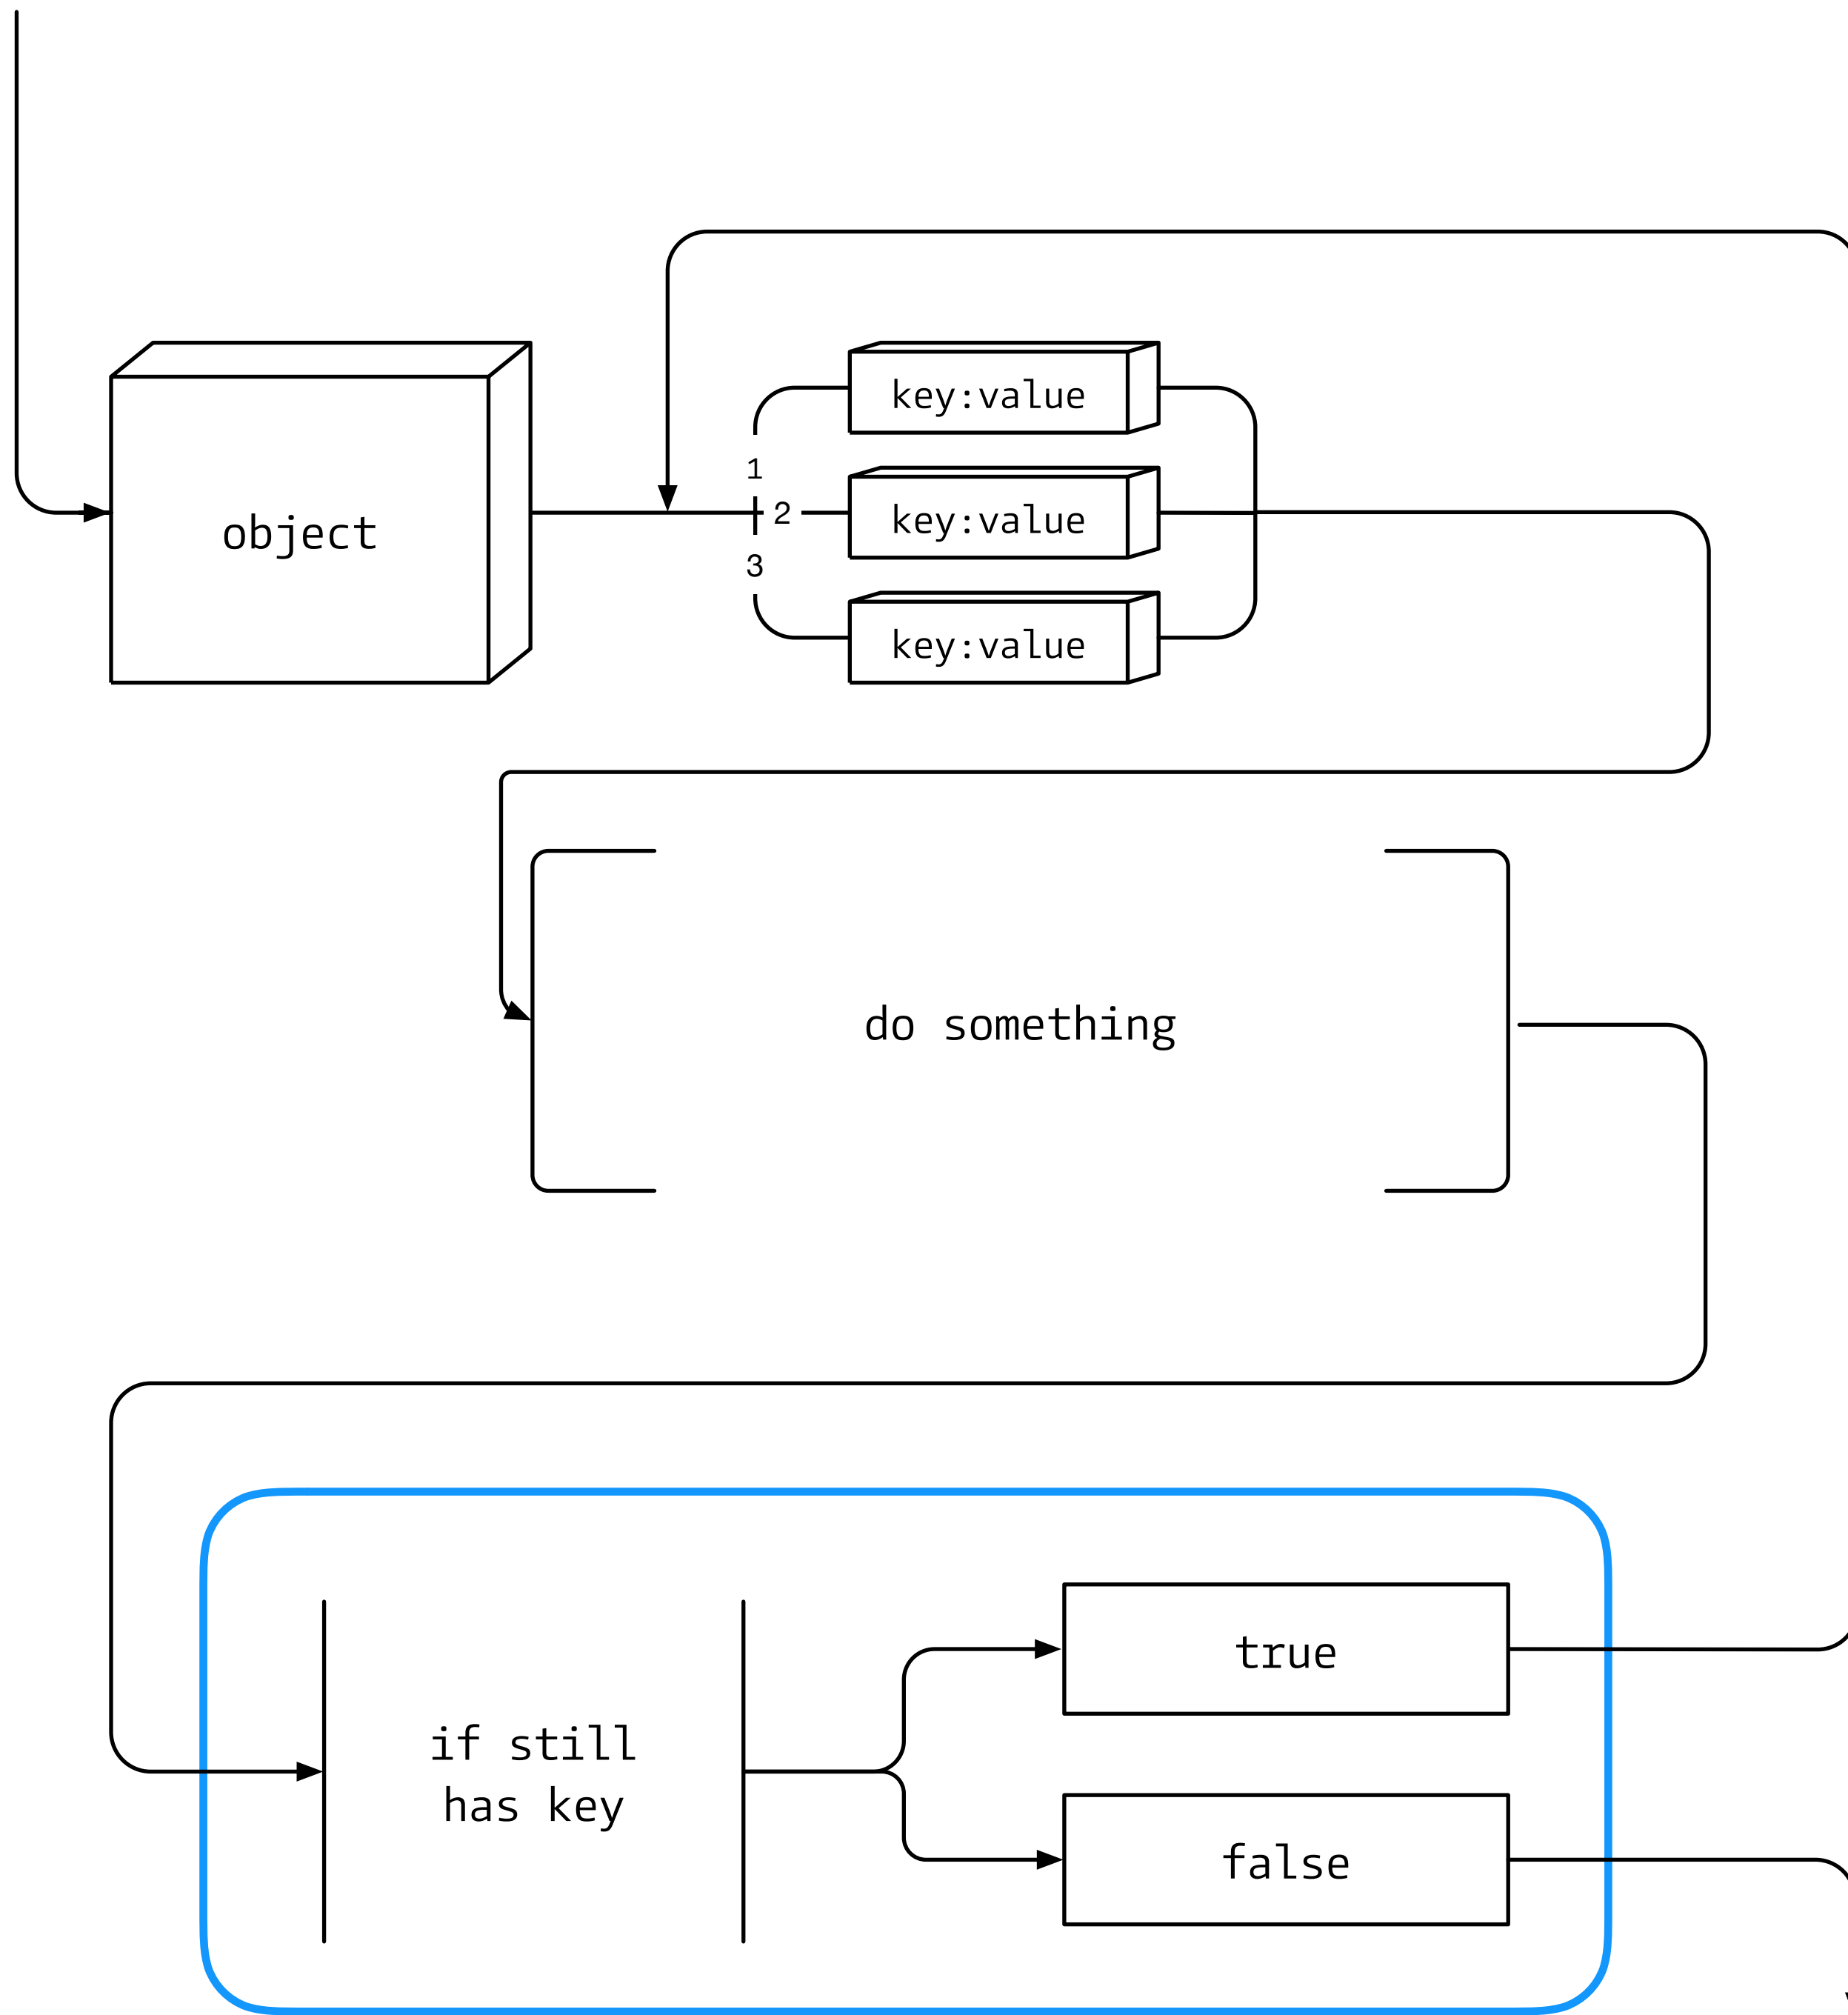 object
key:value
1
2
key:value
3
key:value
do something
if still
has key
true
false